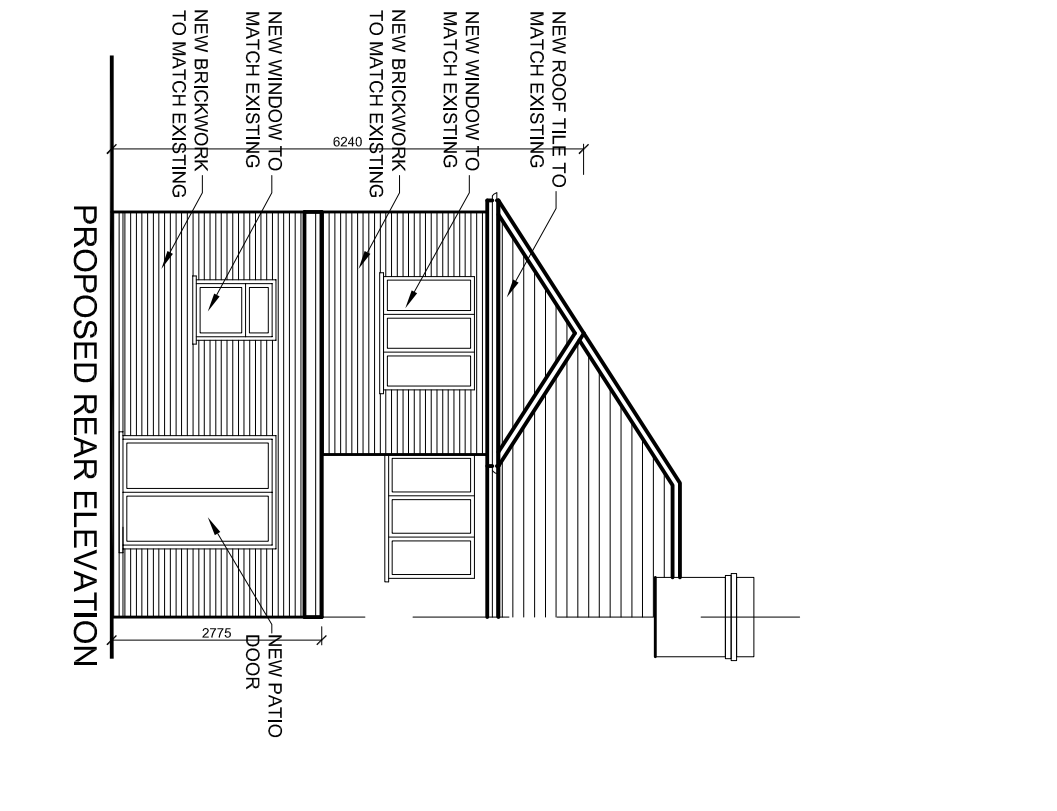 NEW ROOF TILE TO
MATCH EXISTING
NEW WINDOW TO
MATCH EXISTING
NEW BRICKWORK
TO MATCH EXISTING
NEW WINDOW TO
MATCH EXISTING
NEW BRICKWORK
TO MATCH EXISTING
6240
2775
NEW PATIO
DOOR
PROPOSED REAR ELEVATION